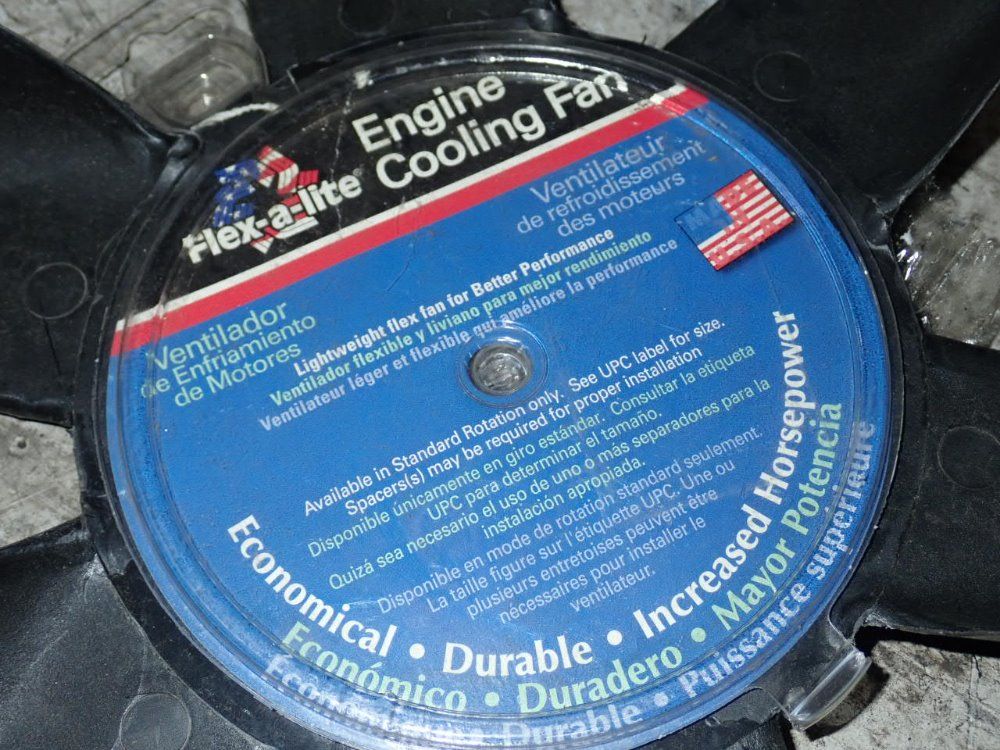 Flex-a-lite®
Engine
Cooling Fan
Ventilateur
de refroidissement
des moteurs
MADE
Ventilador
de Enfriamiento
de Motores
Lightweight flex fan for Better Performance
Ventilador flexible y liviano para mejor rendimiento
Ventilateur léger et flexible qui améliore la performance
Available in Standard Rotation only. See UPC label for size.
Spacers(s) may be required for proper installation
Disponible únicamente en giro estándar. Consultar la etiqueta
UPC para determinar el tamaño.
Quizá sea necesario el uso de uno o más separadores para la
instalación apropiada.
Disponible en mode de rotation standard seulement.
La taille figure sur l'étiquette UPC. Une ou
plusieurs entretoises peuvent être
nécessaires pour installer le
ventilateur.
Economical • Durable • Increased Horsepower
Económico • Duradero • Mayor Potencia
Économique • Durable • Puissance supérieure